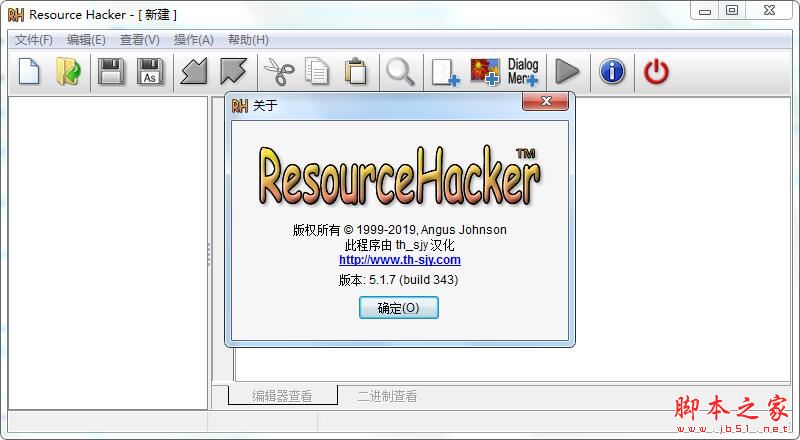 Resource Hacker - [ 新建 ]
文件(F) 编辑(E) 查看(V) 操作(A) 帮助(H)
As
Dialog
Menu
关于
ResourceHacker™
版权所有 © 1999-2019, Angus Johnson
此程序由 th_sjy 汉化
http://www.th-sjy.com
版本: 5.1.7 (build 343)
确定(O)
编辑器查看 二进制查看
脚本之家
www.jb51.net